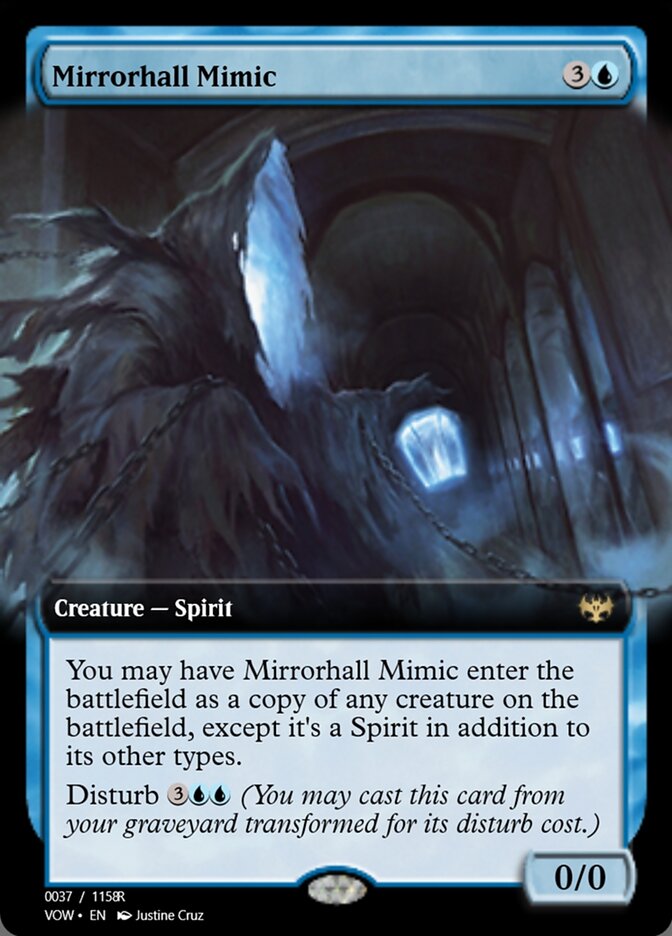 Mirrorhall Mimic 3
Creature — Spirit
You may have Mirrorhall Mimic enter the
battlefield as a copy of any creature on the
battlefield, except it's a Spirit in addition to
its other types.
Disturb 3 (You may cast this card from
your graveyard transformed for its disturb cost.)
0/0
0037 / 1158R
VOW • EN Justine Cruz